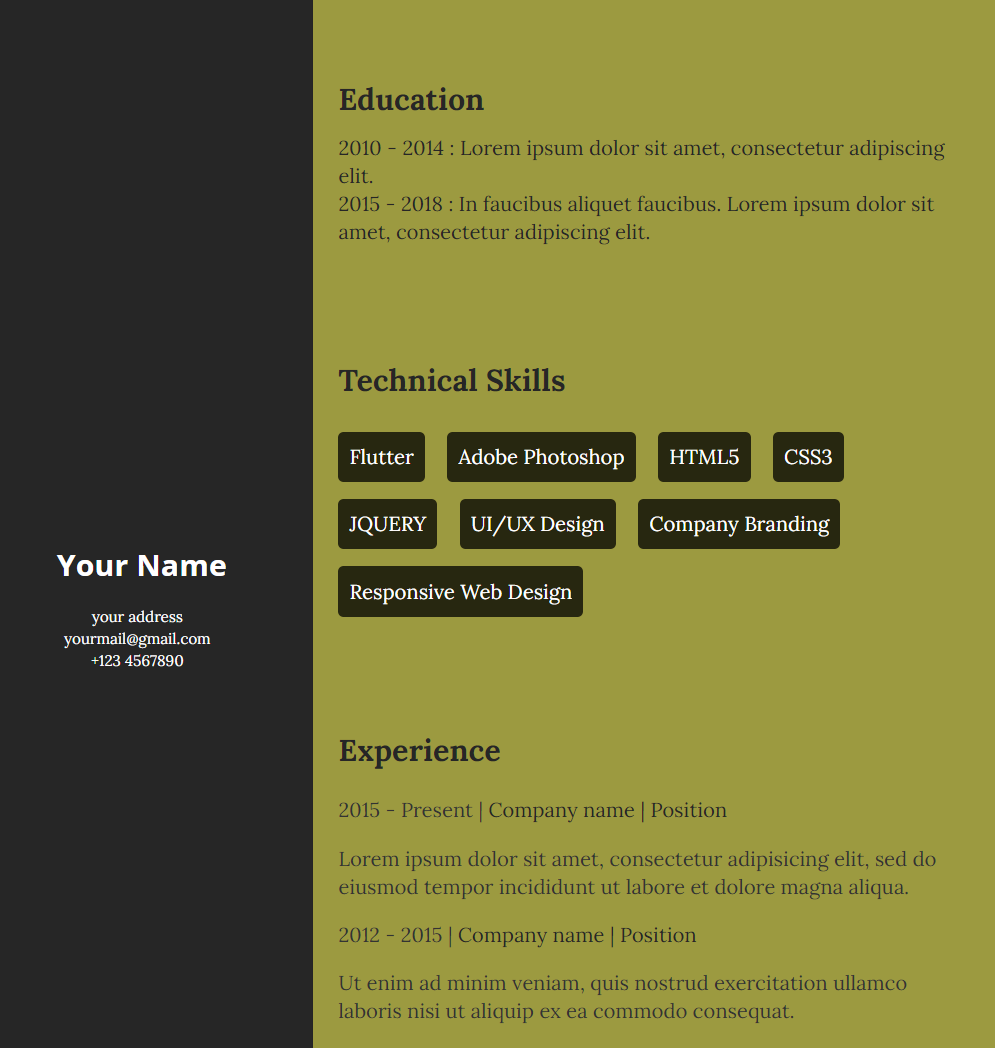 Your Name
your address
yourmail@gmail.com
+123 4567890
Education
2010 - 2014 : Lorem ipsum dolor sit amet, consectetur adipiscing
elit.
2015 - 2018 : In faucibus aliquet faucibus. Lorem ipsum dolor sit
amet, consectetur adipiscing elit.
Technical Skills
Flutter Adobe Photoshop HTML5 CSS3
JQUERY UI/UX Design Company Branding
Responsive Web Design
Experience
2015 - Present | Company name | Position
Lorem ipsum dolor sit amet, consectetur adipisicing elit, sed do
eiusmod tempor incididunt ut labore et dolore magna aliqua.
2012 - 2015 | Company name | Position
Ut enim ad minim veniam, quis nostrud exercitation ullamco
laboris nisi ut aliquip ex ea commodo consequat.